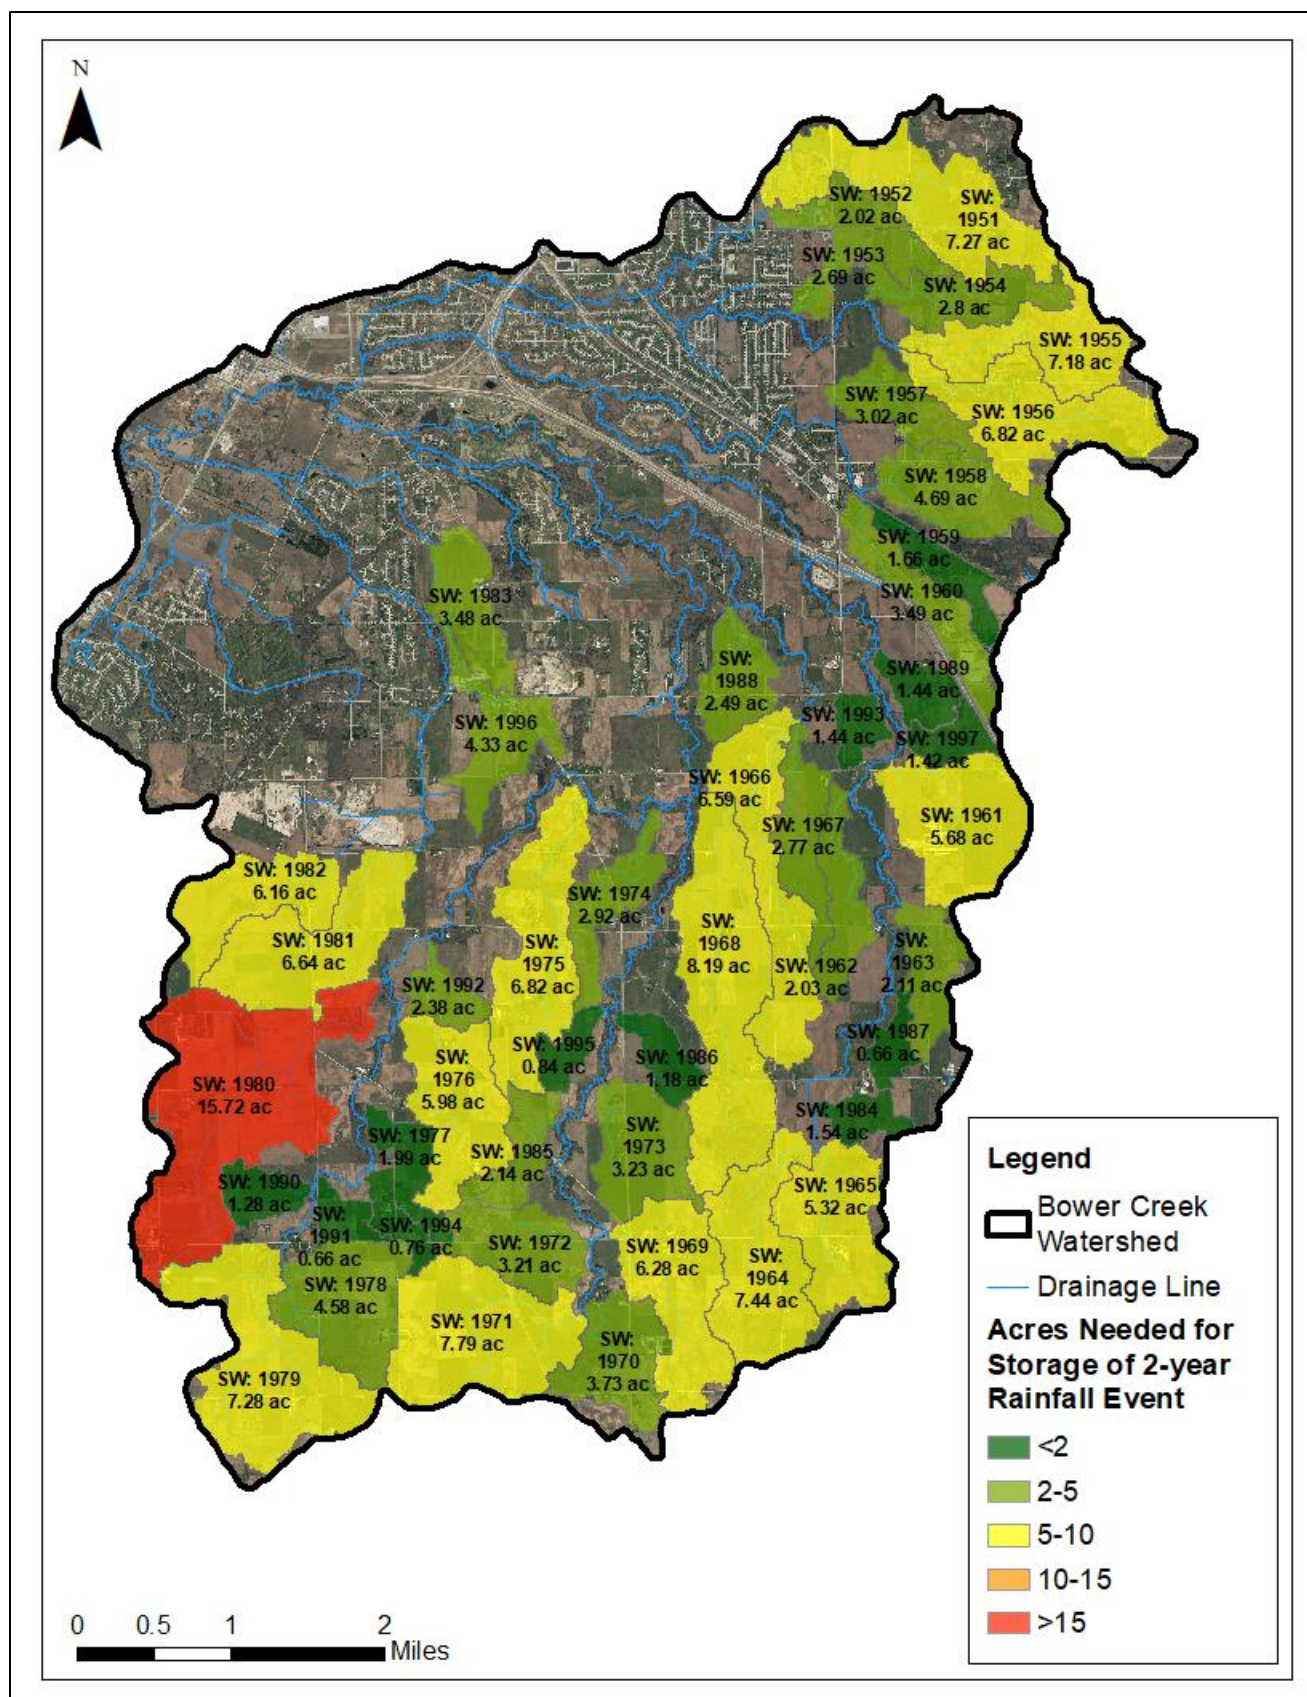 N
SW: 1952
2.02 ac
SW:
1951
7.27 ac
SW: 1953
2.69 ac
SW: 1954
2.8 ac
SW: 1955
7.18 ac
SW: 1957
3.02 ac
SW: 1956
6.82 ac
SW: 1958
4.69 ac
SW: 1959
1.66 ac
SW: 1960
3.49 ac
SW: 1983
3.48 ac
SW:
1988
2.49 ac
SW: 1989
1.44 ac
SW: 1993
1.44 ac
SW: 1996
4.33 ac
SW: 1997
1.42 ac
SW: 1966
6.59 ac
SW: 1967
2.77 ac
SW: 1961
5.68 ac
SW: 1982
6.16 ac
SW: 1974
2.92 ac
SW: 1981
6.64 ac
SW:
1975
6.82 ac
SW:
1968
8.19 ac
SW: 1962
2.03 ac
SW:
1963
2.11 ac
SW: 1992
2.38 ac
SW: 1987
0.66 ac
SW: 1995
0.84 ac
SW: 1986
1.18 ac
SW:
1976
5.98 ac
SW: 1980
15.72 ac
SW: 1984
1.54 ac
SW: 1977
1.99 ac
SW:
1973
3.23 ac
SW: 1985
2.14 ac
SW: 1990
1.28 ac
SW: 1965
5.32 ac
SW:
1991
0.66 ac
SW: 1994
0.76 ac
SW: 1972
3.21 ac
SW: 1969
6.28 ac
SW:
1964
7.44 ac
SW: 1978
4.58 ac
SW: 1971
7.79 ac
SW:
1970
3.73 ac
SW: 1979
7.28 ac
Legend
Bower Creek
Watershed
Drainage Line
Acres Needed for
Storage of 2-year
Rainfall Event
<2
2-5
5-10
10-15
>15
0 0.5 1 2
Miles